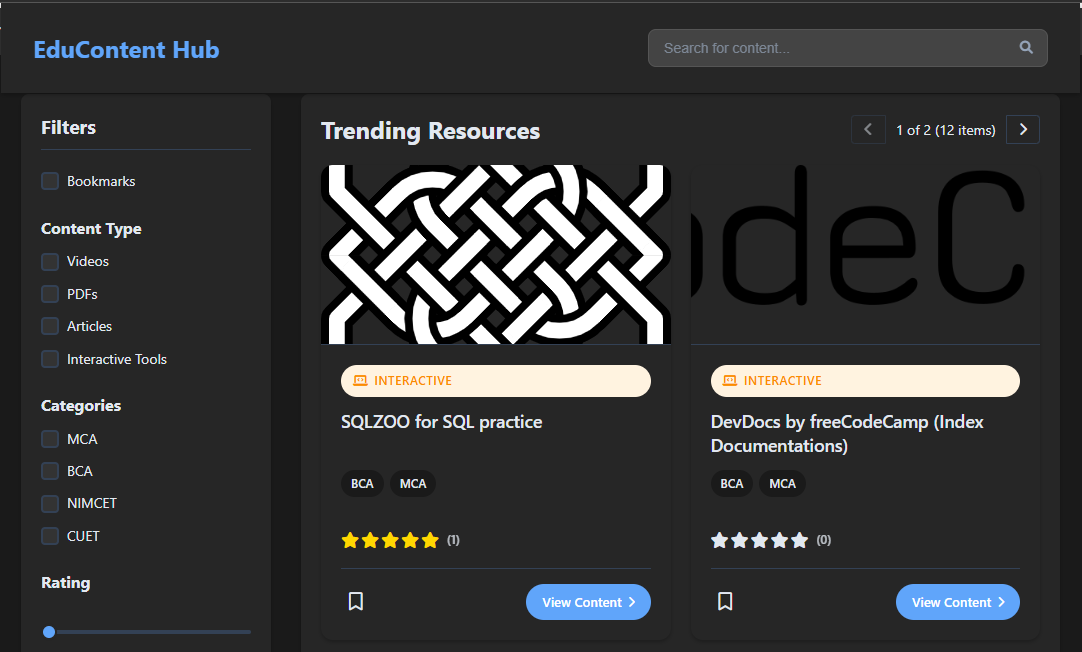 EduContent Hub
Search for content...
Filters
Bookmarks
Content Type
Videos
PDFs
Articles
Interactive Tools
Categories
MCA
BCA
NIMCET
CUET
Rating
Trending Resources
1 of 2 (12 items)
INTERACTIVE
SQLZOO for SQL practice
BCA MCA
(1)
View Content
odeC
INTERACTIVE
DevDocs by freeCodeCamp (Index
Documentations)
BCA MCA
(0)
View Content